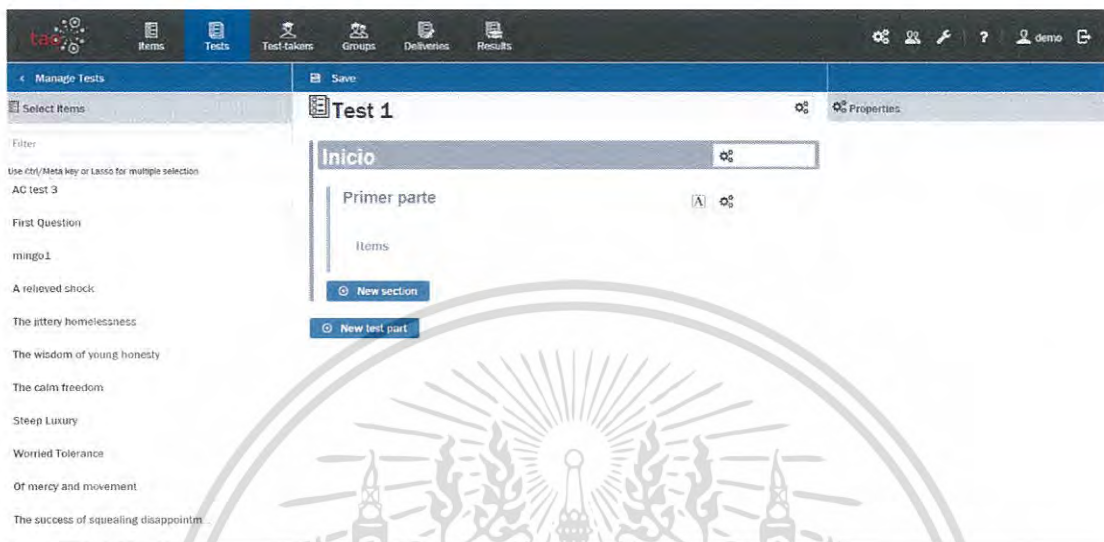 tao
Items
Tests
Test-takers
Groups
Deliveries
Results
?
demo
< Manage Tests
Save
Select Items
Test 1
Properties
Filter
Inicio
Use Ctrl/Meta key or Lasso for multiple selection
AC test 3
Primer parte
A
First Question
Items
mingo1
A relieved shock
New section
The jittery homelessness
New test part
The wisdom of young honesty
The calm freedom
Steep Luxury
Worried Tolerance
Of mercy and movement
The success of squealing disappointm...